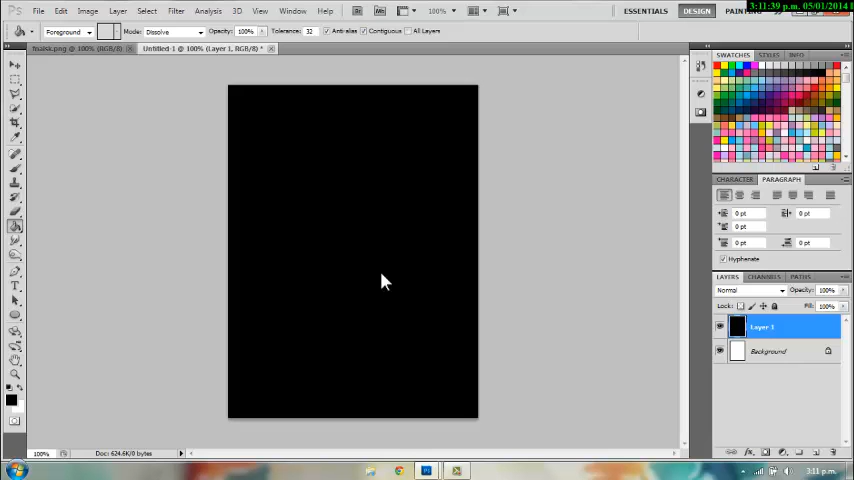 3:11:39 p.m. 05/01/2014
Ps File Edit Image Layer Select Filter Analysis 3D View Window Help Br Mb 100% ESSENTIALS DESIGN PAINTING
Foreground Mode: Dissolve Opacity: 100% Tolerance: 32 Anti-alias Contiguous All Layers
Untitled-1 @ 100% (Layer 1, RGB/8) *
SWATCHES STYLES INFO
CHARACTER PARAGRAPH
0 pt 0 pt
0 pt
0 pt 0 pt
Hyphenate
LAYERS CHANNELS PATHS
Normal Opacity: 100%
Lock: Fill: 100%
Layer 1
Background
100% Doc: 624.6K/0 bytes
Ps 3:11 p.m.